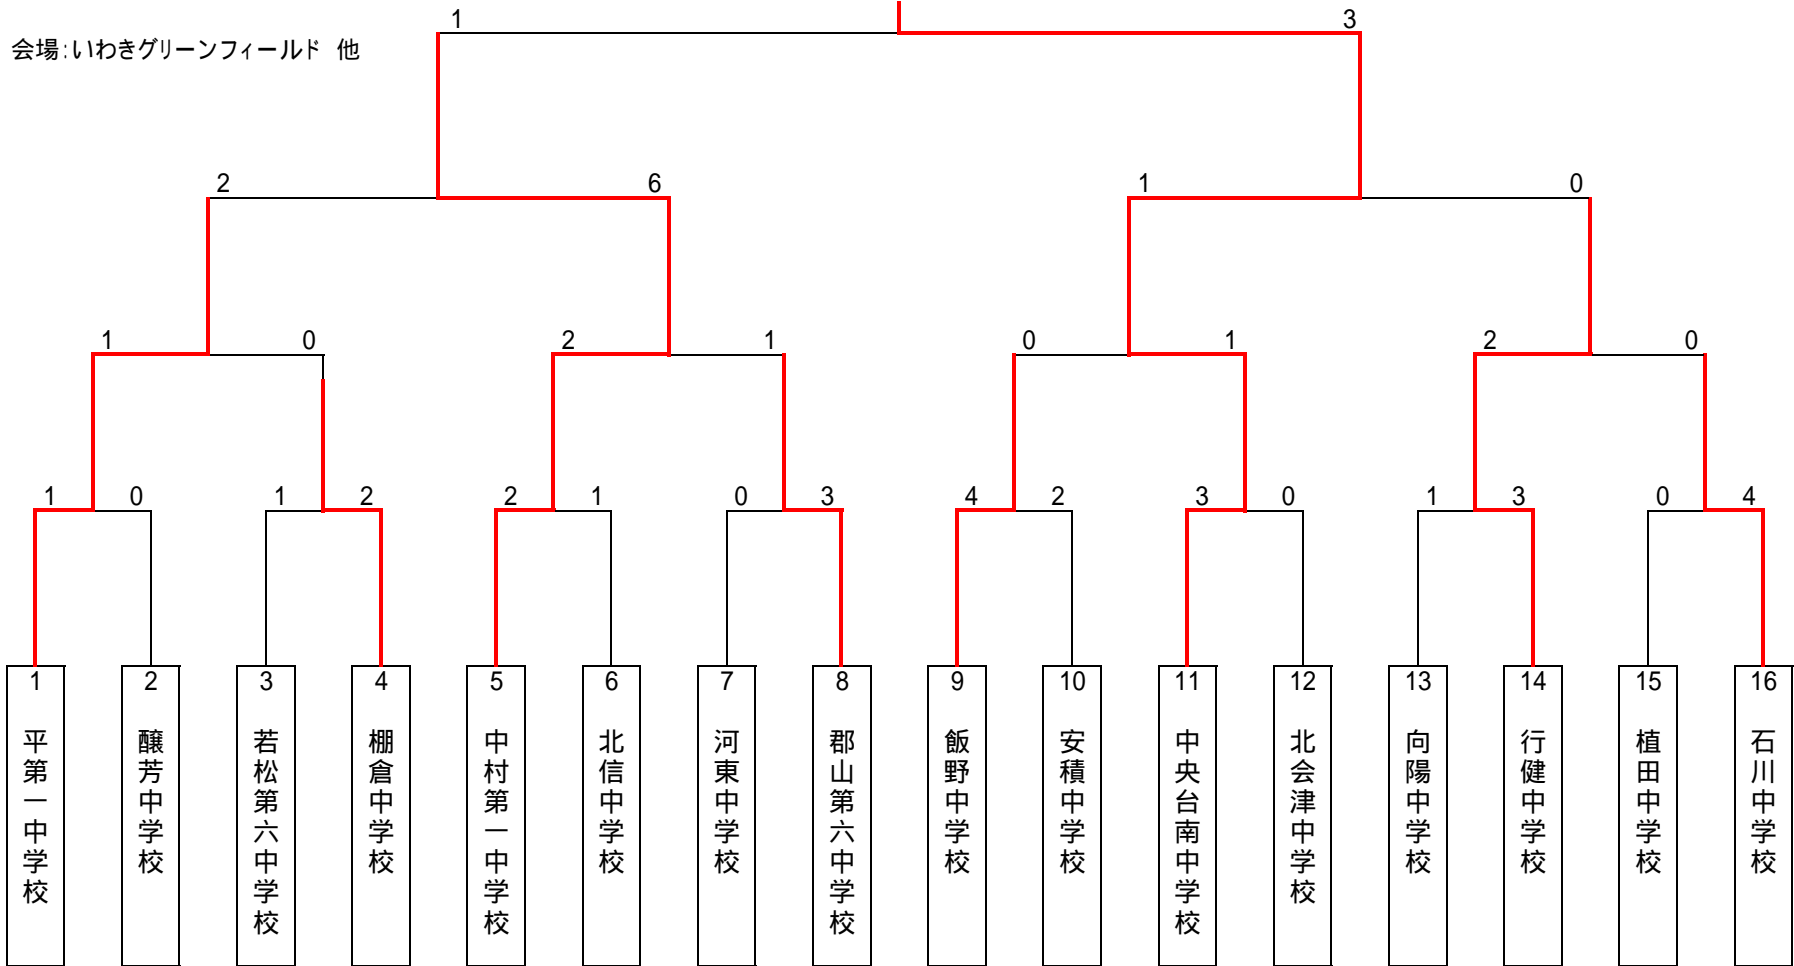 1 3
会場:いわきグリーンフィールド 他
2 6 1 0
1 0 2 1 0 1 2 0
1 0 1 2 2 1 0 3 4 2 3 0 1 3 0 4
1 2 3 4 5 6 7 8 9 10 11 12 13 14 15 16
平第一中学校
醸芳中学校
若松第六中学校
棚倉中学校
中村第一中学校
北信中学校
河東中学校
郡山第六中学校
飯野中学校
安積中学校
中央台南中学校
北会津中学校
向陽中学校
行健中学校
植田中学校
石川中学校